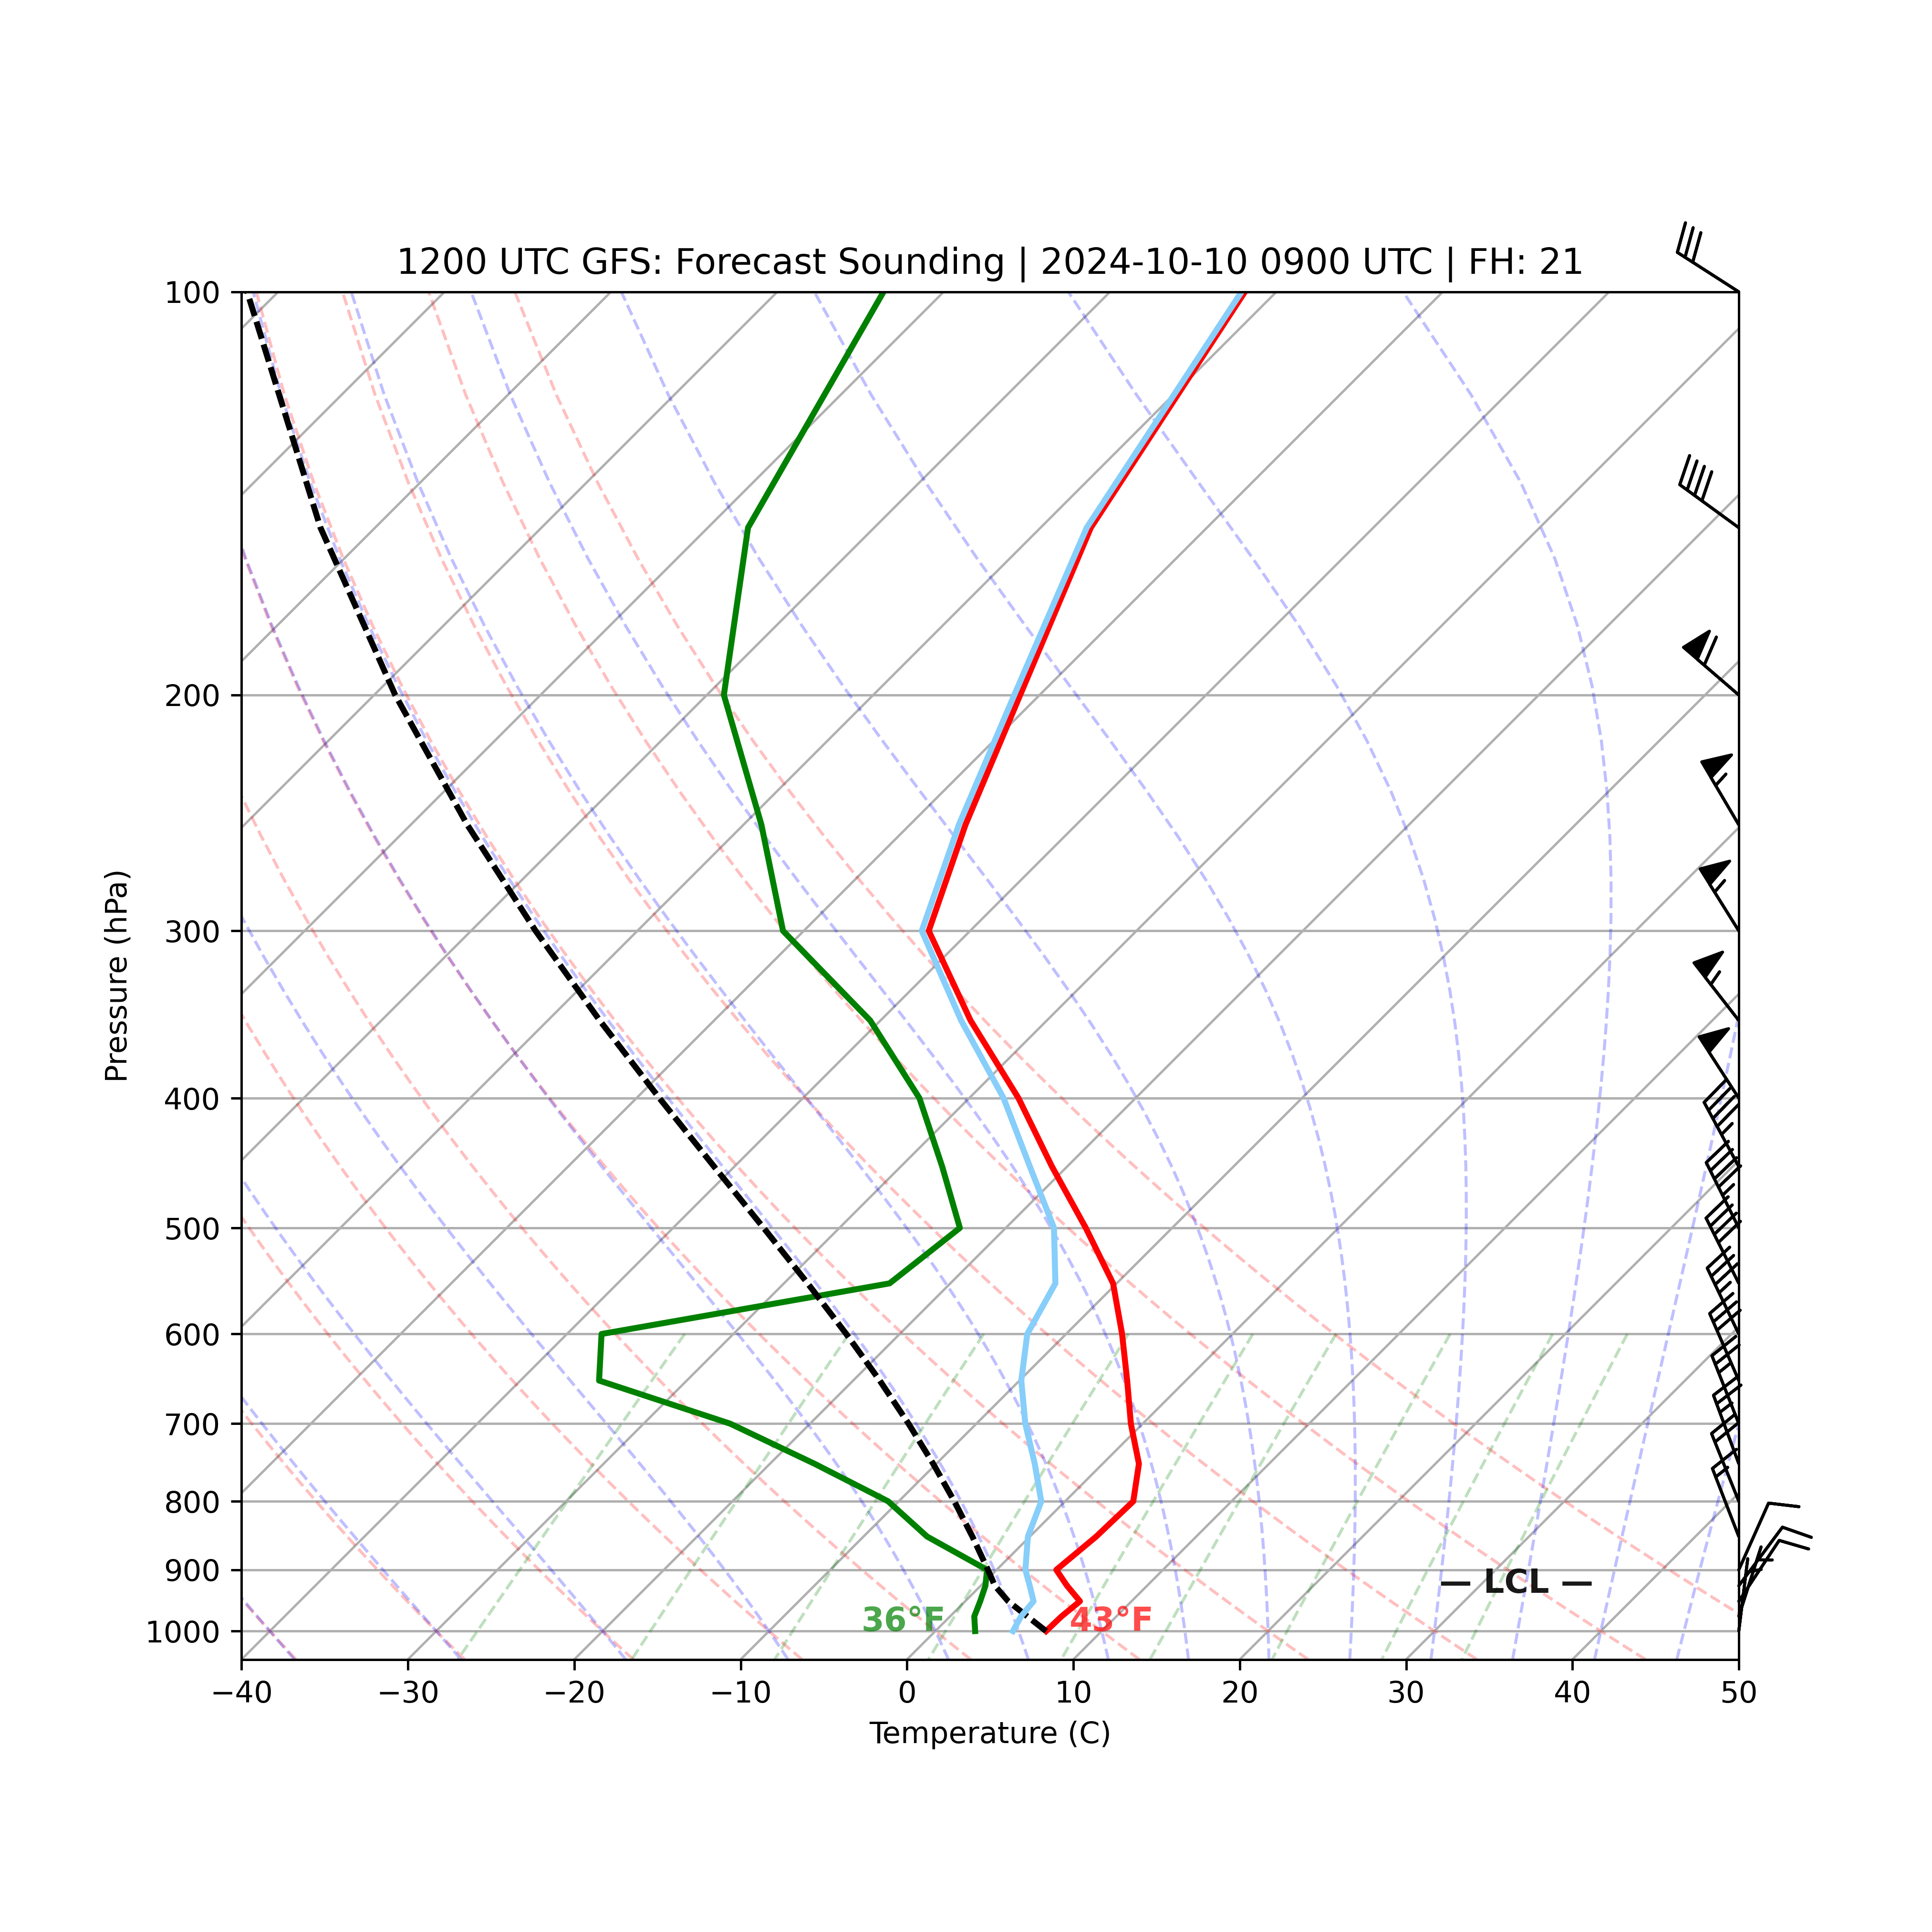 1200 UTC GFS: Forecast Sounding | 2024-10-10 0900 UTC | FH: 21
100
200
300
400
500
600
700
800
900
1000
Pressure (hPa)
— LCL —
36°F
43°F
−40 −30 −20 −10 0 10 20 30 40 50
Temperature (C)